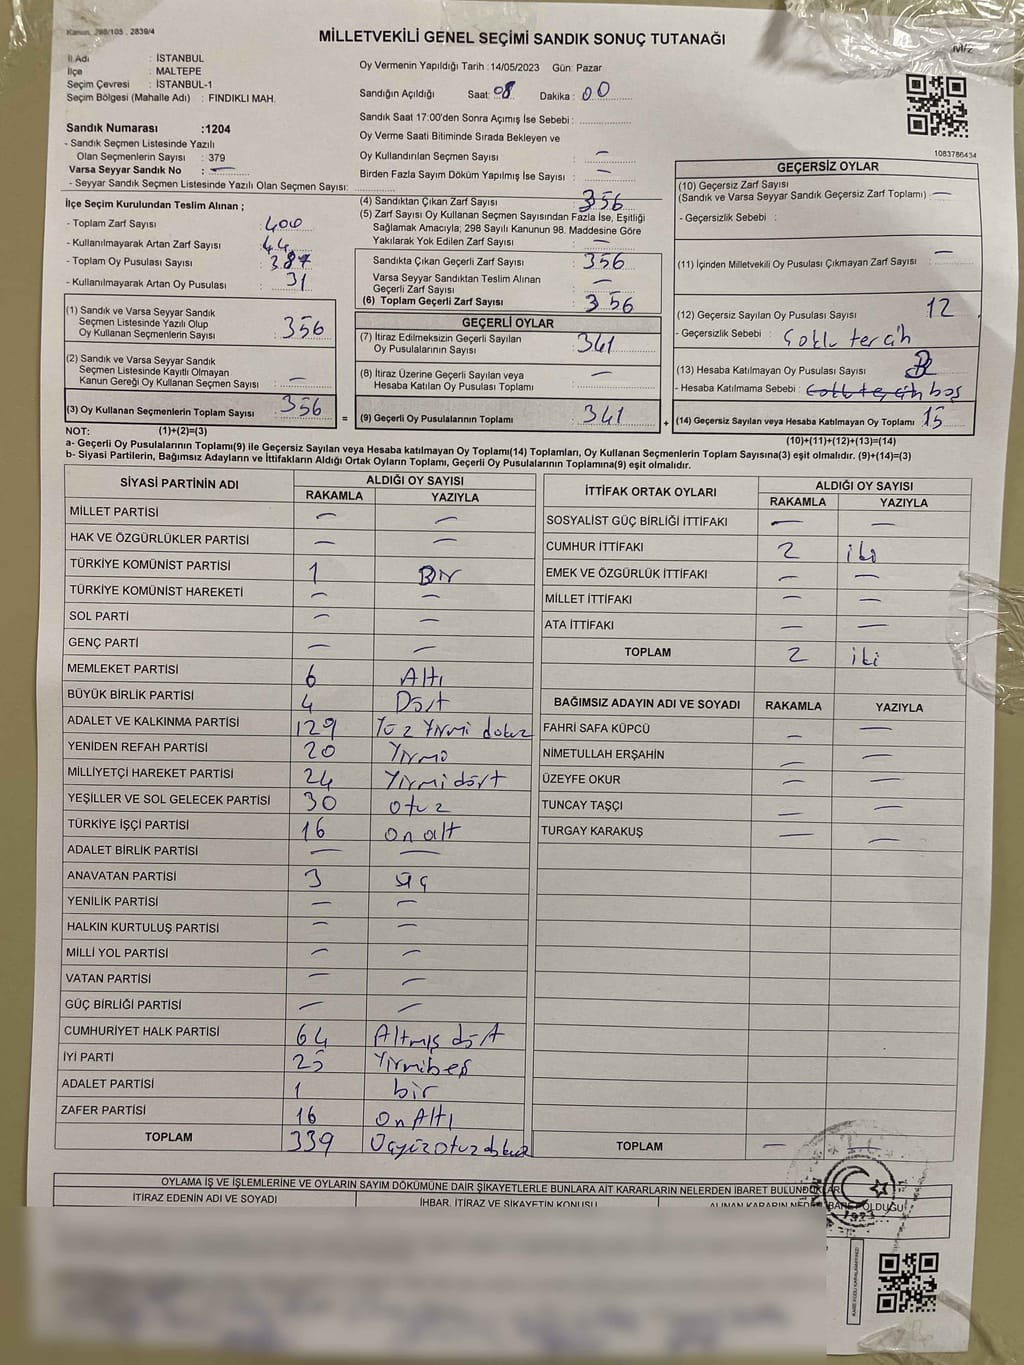 Kanun, 298/105 , 2839/4
MİLLETVEKİLİ GENEL SEÇİMİ SANDIK SONUÇ TUTANAĞI
M/2
İl Adı : İSTANBUL
İlçe : MALTEPE
Seçim Çevresi : İSTANBUL-1
Seçim Bölgesi (Mahalle Adı) : FINDIKLI MAH.
Sandık Numarası :1204
- Sandık Seçmen Listesinde Yazılı
Olan Seçmenlerin Sayısı : 379
Varsa Seyyar Sandık No : —
- Seyyar Sandık Seçmen Listesinde Yazılı Olan Seçmen Sayısı:
Oy Vermenin Yapıldığı Tarih :14/05/2023 Gün: Pazar
Sandığın Açıldığı Saat: 08 Dakika : 00
Sandık Saat 17:00'den Sonra Açımış İse Sebebi :
Oy Verme Saati Bitiminde Sırada Bekleyen ve
Oy Kullandırılan Seçmen Sayısı : —
Birden Fazla Sayım Döküm Yapılmış İse Sayısı : —
1083786434
İlçe Seçim Kurulundan Teslim Alınan ;
- Toplam Zarf Sayısı : 400
- Kullanılmayarak Artan Zarf Sayısı : 44
- Toplam Oy Pusulası Sayısı : 387
- Kullanılmayarak Artan Oy Pusulası : 31
(1) Sandık ve Varsa Seyyar Sandık
Seçmen Listesinde Yazılı Olup
Oy Kullanan Seçmenlerin Sayısı : 356
(2) Sandık ve Varsa Seyyar Sandık
Seçmen Listesinde Kayıtlı Olmayan
Kanun Gereği Oy Kullanan Seçmen Sayısı : —
(3) Oy Kullanan Seçmenlerin Toplam Sayısı : 356
(4) Sandıktan Çıkan Zarf Sayısı : 356
(5) Zarf Sayısı Oy Kullanan Seçmen Sayısından Fazla İse, Eşitliği
Sağlamak Amacıyla; 298 Sayılı Kanunun 98. Maddesine Göre
Yakılarak Yok Edilen Zarf Sayısı : —
Sandıkta Çıkan Geçerli Zarf Sayısı : 356
Varsa Seyyar Sandıktan Teslim Alınan
Geçerli Zarf Sayısı : —
(6) Toplam Geçerli Zarf Sayısı : 356
GEÇERLİ OYLAR
(7) İtiraz Edilmeksizin Geçerli Sayılan
Oy Pusulalarının Sayısı : 341
(8) İtiraz Üzerine Geçerli Sayılan veya
Hesaba Katılan Oy Pusulası Toplamı : —
= (9) Geçerli Oy Pusulalarının Toplamı : 341
GEÇERSİZ OYLAR
(10) Geçersiz Zarf Sayısı
(Sandık ve Varsa Seyyar Sandık Geçersiz Zarf Toplamı) : —
- Geçersizlik Sebebi :
(11) İçinden Milletvekili Oy Pusulası Çıkmayan Zarf Sayısı : —
(12) Geçersiz Sayılan Oy Pusulası Sayısı : 12
- Geçersizlik Sebebi : Çoklu tercih
(13) Hesaba Katılmayan Oy Pusulası Sayısı :
- Hesaba Katılmama Sebebi : çoklu tercih boş
+ (14) Geçersiz Sayılan veya Hesaba Katılmayan Oy Toplamı : 15
NOT: (1)+(2)=(3)
(10)+(11)+(12)+(13)=(14)
a- Geçerli Oy Pusulalarının Toplamı(9) ile Geçersiz Sayılan veya Hesaba katılmayan Oy Toplamı(14) Toplamları, Oy Kullanan Seçmenlerin Toplam Sayısına(3) eşit olmalıdır. (9)+(14)=(3)
b- Siyasi Partilerin, Bağımsız Adayların ve İttifakların Aldığı Ortak Oyların Toplamı, Geçerli Oy Pusulalarının Toplamına(9) eşit olmalıdır.
SİYASİ PARTİNİN ADI ALDIĞI OY SAYISI
RAKAMLA YAZIYLA
MİLLET PARTİSİ — —
HAK VE ÖZGÜRLÜKLER PARTİSİ — —
TÜRKİYE KOMÜNİST PARTİSİ 1 Bir
TÜRKİYE KOMÜNİST HAREKETİ — —
SOL PARTİ — —
GENÇ PARTİ — —
MEMLEKET PARTİSİ 6 Altı
BÜYÜK BİRLİK PARTİSİ 4 Dört
ADALET VE KALKINMA PARTİSİ 129 Yüz Yirmi dokuz
YENİDEN REFAH PARTİSİ 20 Yirmi
MİLLİYETÇİ HAREKET PARTİSİ 24 Yirmi dört
YEŞİLLER VE SOL GELECEK PARTİSİ 30 otuz
TÜRKİYE İŞÇİ PARTİSİ 16 on alt
ADALET BİRLİK PARTİSİ — —
ANAVATAN PARTİSİ 3 üç
YENİLİK PARTİSİ — —
HALKIN KURTULUŞ PARTİSİ — —
MİLLİ YOL PARTİSİ — —
VATAN PARTİSİ — —
GÜÇ BİRLİĞİ PARTİSİ — —
CUMHURİYET HALK PARTİSİ 64 Altmış dört
İYİ PARTİ 25 Yirmibeş
ADALET PARTİSİ 1 bir
ZAFER PARTİSİ 16 on Altı
TOPLAM 339 Üçyüzotuzdokuz
İTTİFAK ORTAK OYLARI ALDIĞI OY SAYISI
RAKAMLA YAZIYLA
SOSYALİST GÜÇ BİRLİĞİ İTTİFAKI — —
CUMHUR İTTİFAKI 2 iki
EMEK VE ÖZGÜRLÜK İTTİFAKI — —
MİLLET İTTİFAKI — —
ATA İTTİFAKI — —
TOPLAM 2 iki
BAĞIMSIZ ADAYIN ADI VE SOYADI RAKAMLA YAZIYLA
FAHRİ SAFA KÜPCÜ — —
NİMETULLAH ERŞAHİN — —
ÜZEYFE OKUR — —
TUNCAY TAŞÇI — —
TURGAY KARAKUŞ — —
TOPLAM — —
OYLAMA İŞ VE İŞLEMLERİNE VE OYLARIN SAYIM DÖKÜMÜNE DAİR ŞİKAYETLERLE BUNLARA AİT KARARLARIN NELERDEN İBARET BULUNDUKLARI
İTİRAZ EDENİN ADI VE SOYADI İHBAR, İTİRAZ VE ŞİKAYETİN KONUSU ALINAN KARARIN NEDEN İBARET OLDUĞU
1923